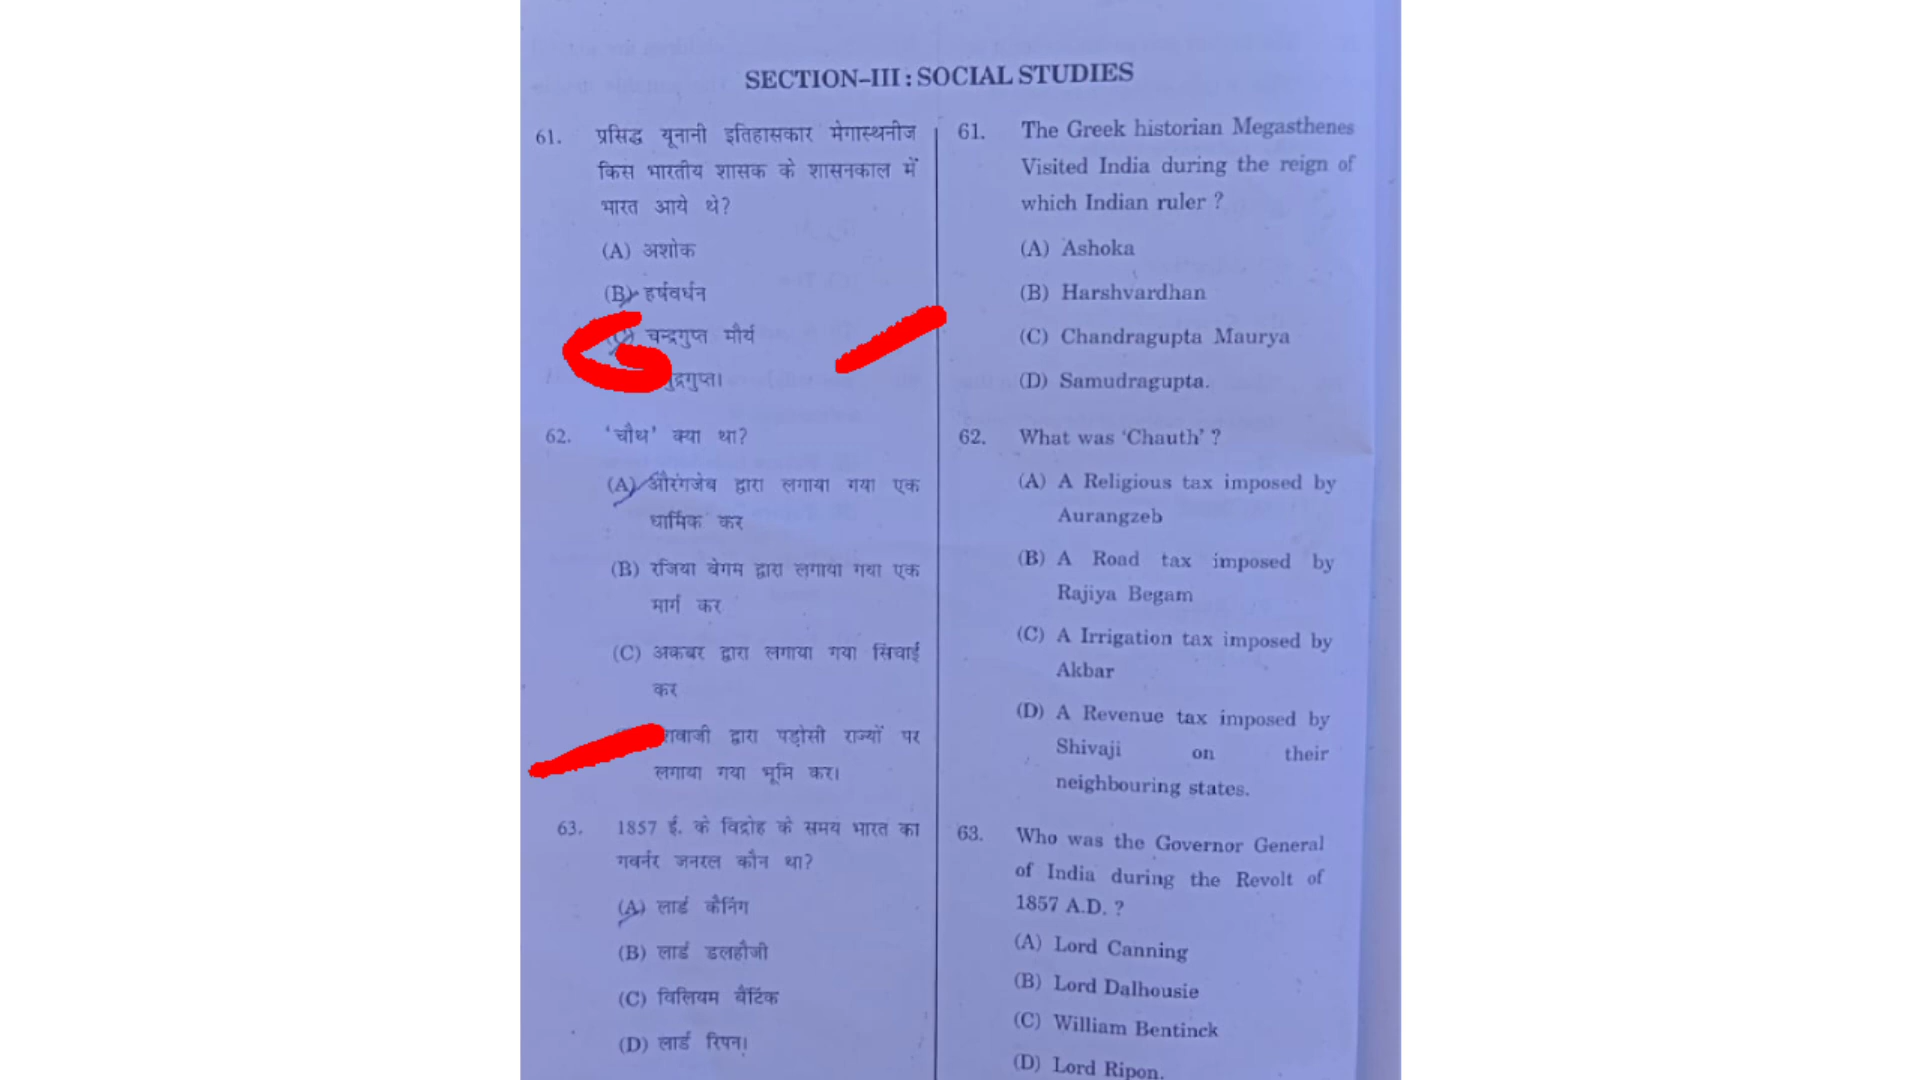 SECTION–III : SOCIAL STUDIES
61. प्रसिद्ध यूनानी इतिहासकार मेगास्थनीज
किस भारतीय शासक के शासनकाल में
भारत आये थे?
(A) अशोक
(B) हर्षवर्धन
चन्द्रगुप्त मौर्य
62. 'चौथ' क्या था?
(A) औरंगजेब द्वारा लगाया गया एक
धार्मिक कर
(B) रजिया बेगम द्वारा लगाया गया एक
मार्ग कर
(C) अकबर द्वारा लगाया गया सिंचाई
कर
द्वारा पड़ोसी राज्यों पर
लगाया गया भूमि कर।
63. 1857 ई. के विद्रोह के समय भारत का
गवर्नर जनरल कौन था?
(A) लार्ड कैनिंग
(B) लार्ड डलहौजी
(C) विलियम बैंटिंक
(D) लार्ड रिपन।
61. The Greek historian Megasthenes
Visited India during the reign of
which Indian ruler ?
(A) Ashoka
(B) Harshvardhan
(C) Chandragupta Maurya
(D) Samudragupta.
62. What was 'Chauth' ?
(A) A Religious tax imposed by
Aurangzeb
(B) A Road tax imposed by
Rajiya Begam
(C) A Irrigation tax imposed by
Akbar
(D) A Revenue tax imposed by
Shivaji on their
neighbouring states.
63. Who was the Governor General
of India during the Revolt of
1857 A.D. ?
(A) Lord Canning
(B) Lord Dalhousie
(C) William Bentinck
(D) Lord Ripon.